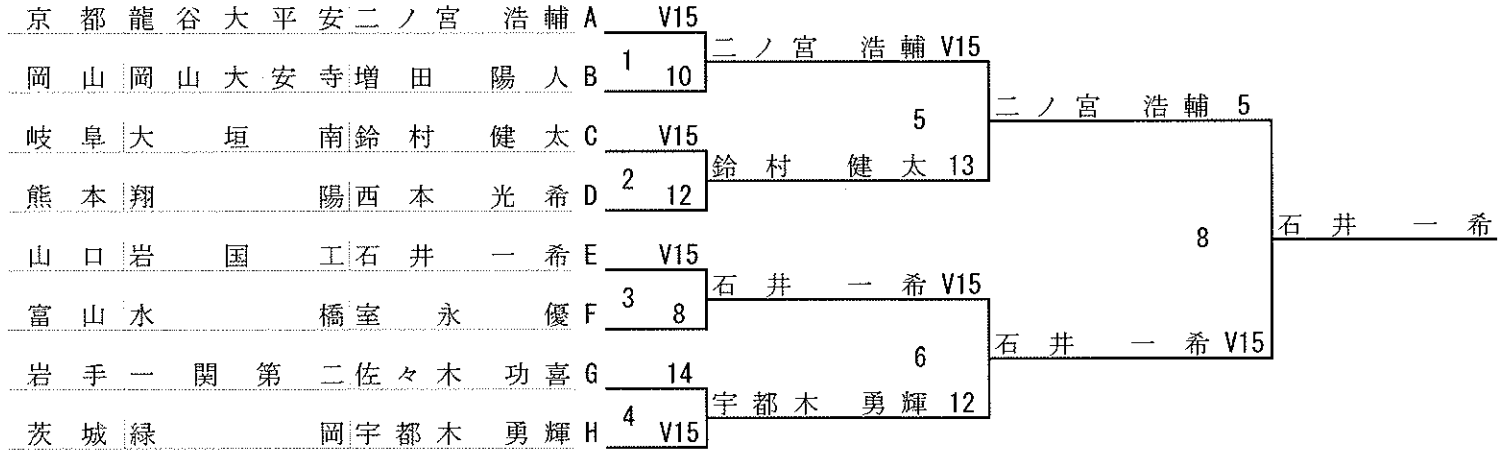 京都 龍谷大平安 二ノ宮 浩輔 A V15
二ノ宮 浩輔 V15
1
岡山 岡山大安寺 増田 陽人 B 10
二ノ宮 浩輔 5
5
岐阜 大垣南 鈴村 健太 C V15
鈴村 健太 13
2
熊本 翔陽 西本 光希 D 12
石井 一希
8
山口 岩国工 石井 一希 E V15
石井 一希 V15
3
富山 水橋 室永 優 F 8
石井 一希 V15
6
岩手 一関第二 佐々木 功喜 G 14
宇都木 勇輝 12
4
茨城 緑岡 宇都木 勇輝 H V15